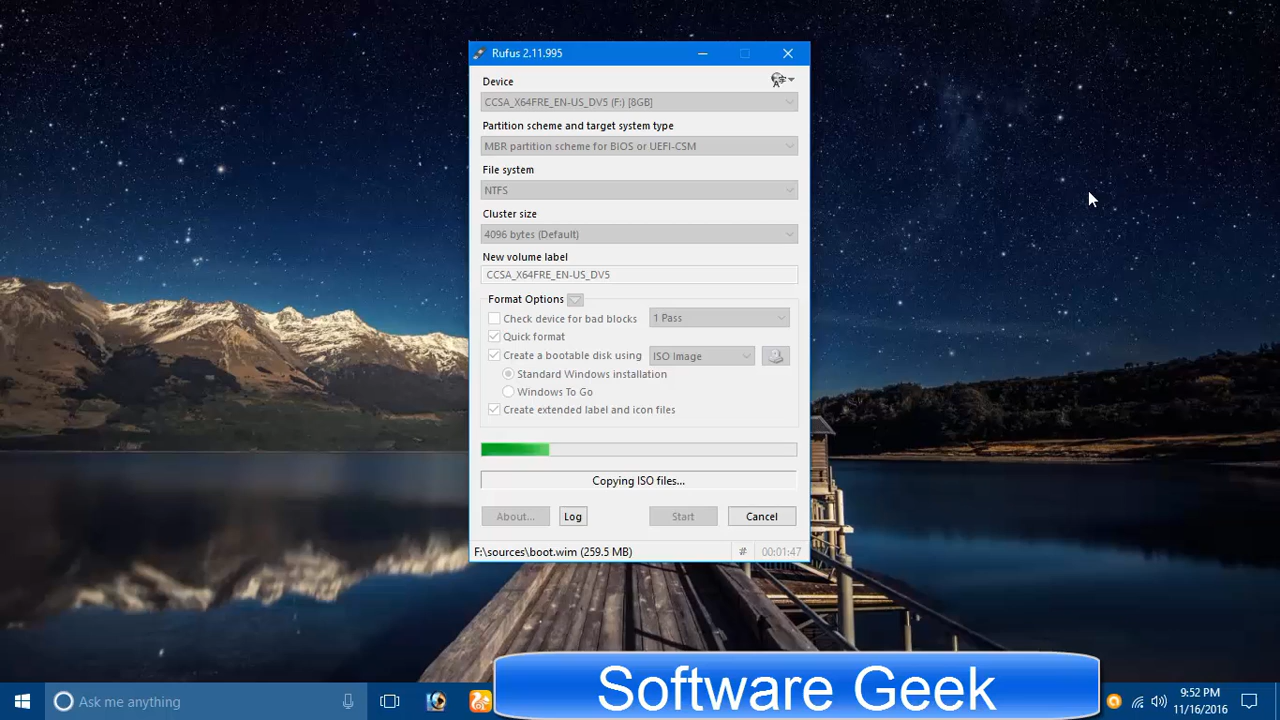 Rufus 2.11.995
Device
CCSA_X64FRE_EN-US_DV5 (F:) [8GB]
Partition scheme and target system type
MBR partition scheme for BIOS or UEFI-CSM
File system
NTFS
Cluster size
4096 bytes (Default)
New volume label
CCSA_X64FRE_EN-US_DV5
Format Options
Check device for bad blocks 1 Pass
Quick format
Create a bootable disk using ISO Image
Standard Windows installation
Windows To Go
Create extended label and icon files
Copying ISO files...
About... Log Start Cancel
F:\sources\boot.wim (259.5 MB) # 00:01:47
Software Geek
Ask me anything
9:52 PM
11/16/2016